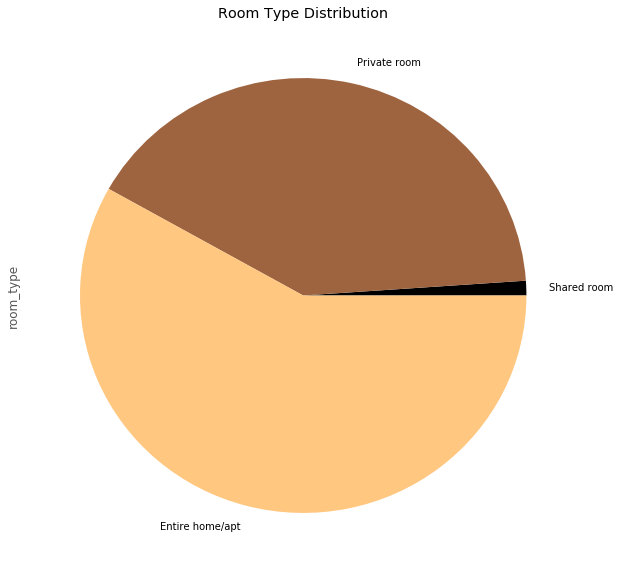 Room Type Distribution
Private room
Shared room
room_type
Entire home/apt